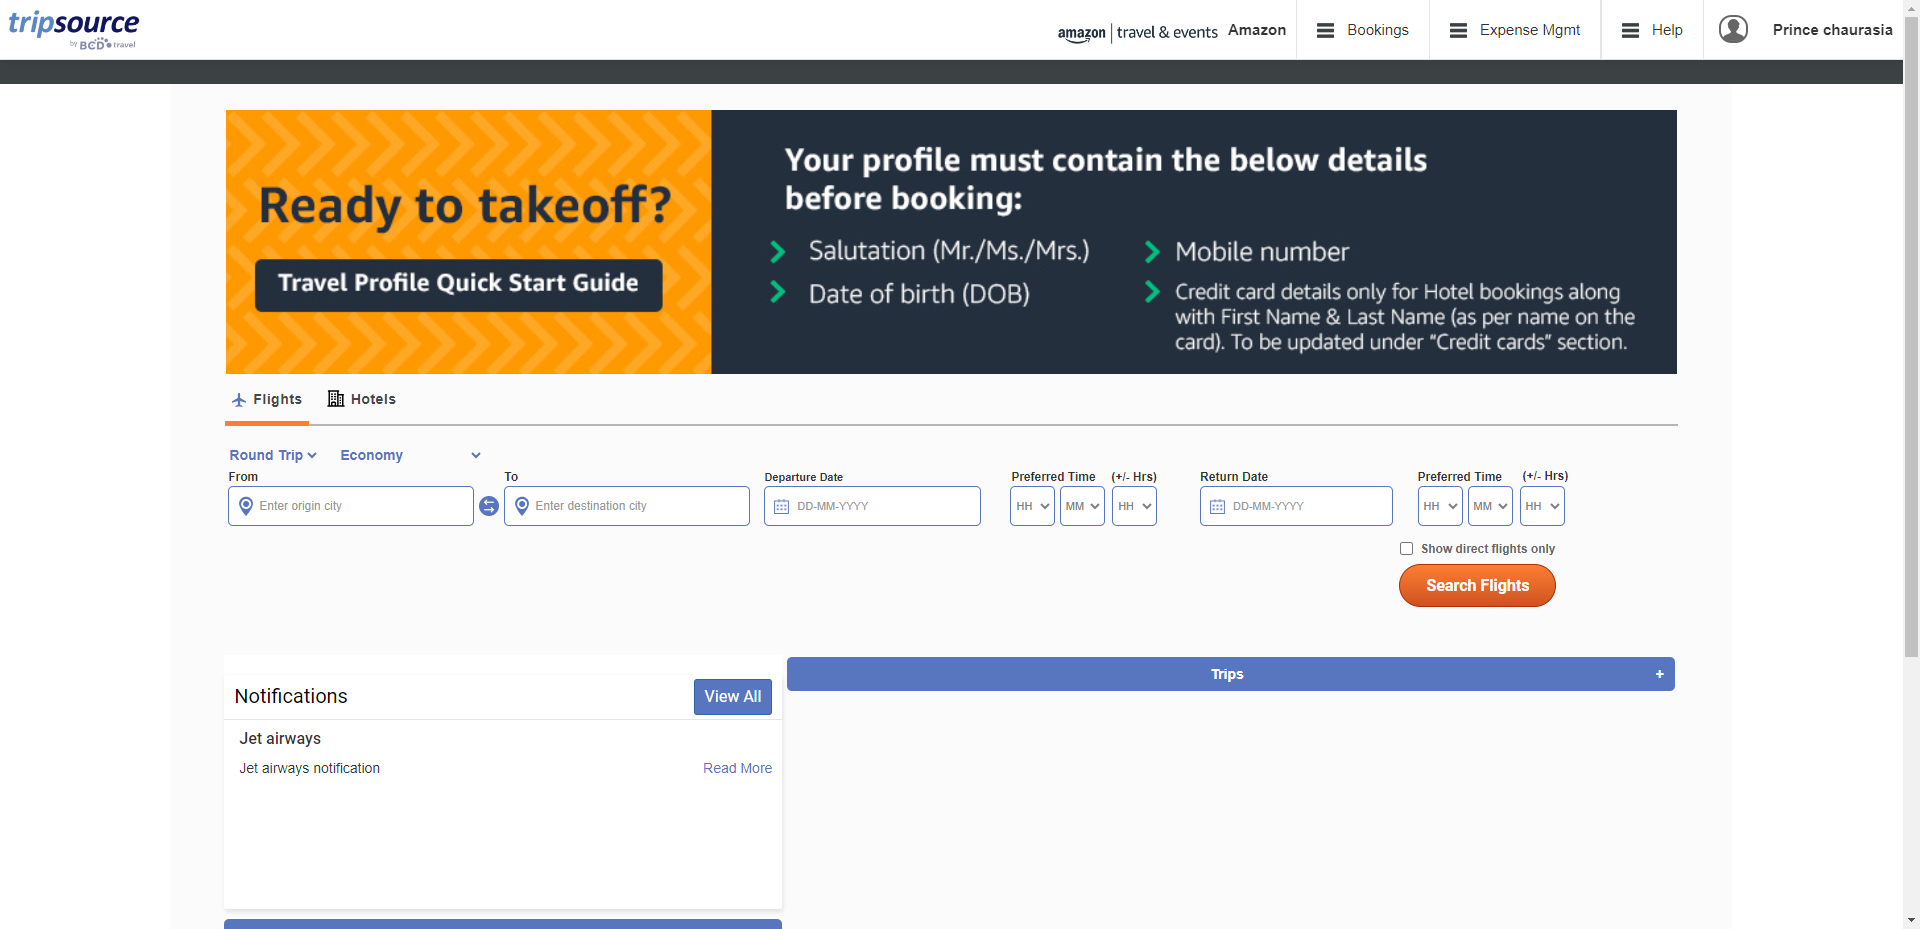 tripsource
by BCD travel
amazon | travel & events Amazon
Bookings
Expense Mgmt
Help
Prince chaurasia
Ready to takeoff?
Travel Profile Quick Start Guide
Your profile must contain the below details
before booking:
Salutation (Mr./Ms./Mrs.)
Date of birth (DOB)
Mobile number
Credit card details only for Hotel bookings along
with First Name & Last Name (as per name on the
card). To be updated under “Credit cards” section.
Flights
Hotels
Round Trip
Economy
From
To
Departure Date
Preferred Time
(+/- Hrs)
Return Date
Preferred Time
(+/- Hrs)
Enter origin city
Enter destination city
DD-MM-YYYY
HH
MM
HH
DD-MM-YYYY
HH
MM
HH
Show direct flights only
Search Flights
Trips
+
Notifications
View All
Jet airways
Jet airways notification
Read More